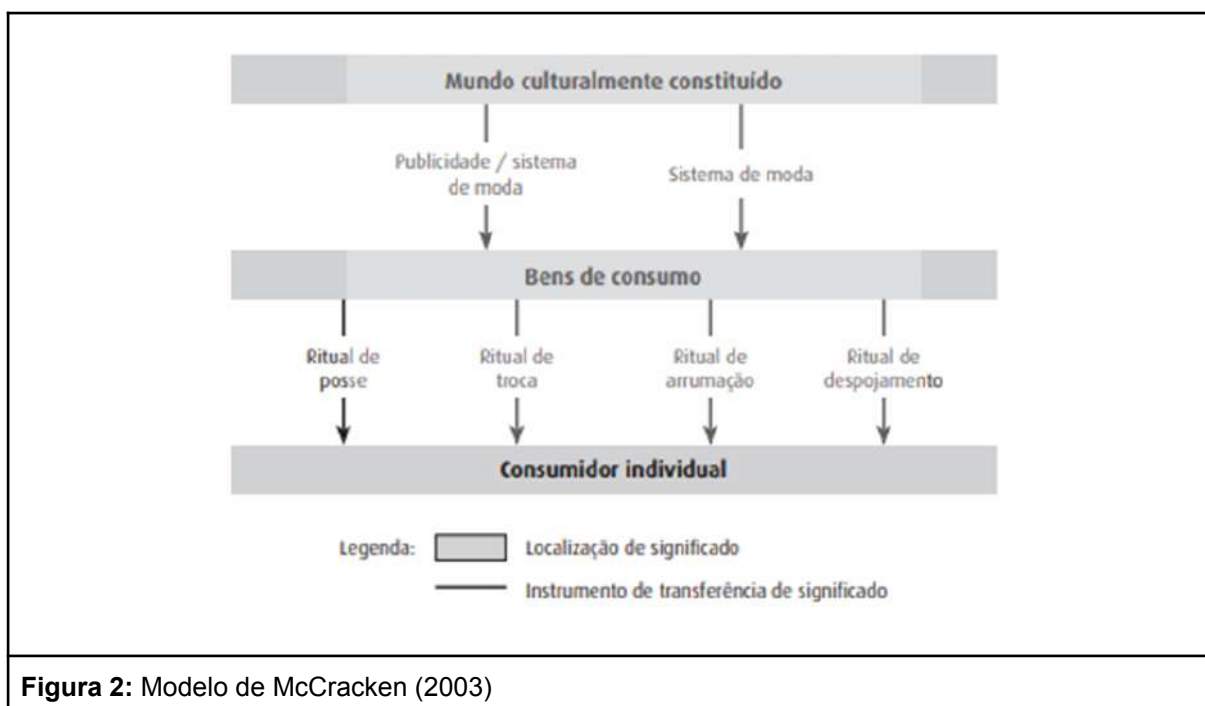 Mundo culturalmente constituído
Publicidade / sistema
de moda
Sistema de moda
Bens de consumo
Ritual de
posse
Ritual de
troca
Ritual de
arrumação
Ritual de
despojamento
Consumidor individual
Legenda:
Localização de significado
Instrumento de transferência de significado
Figura 2: Modelo de McCracken (2003)